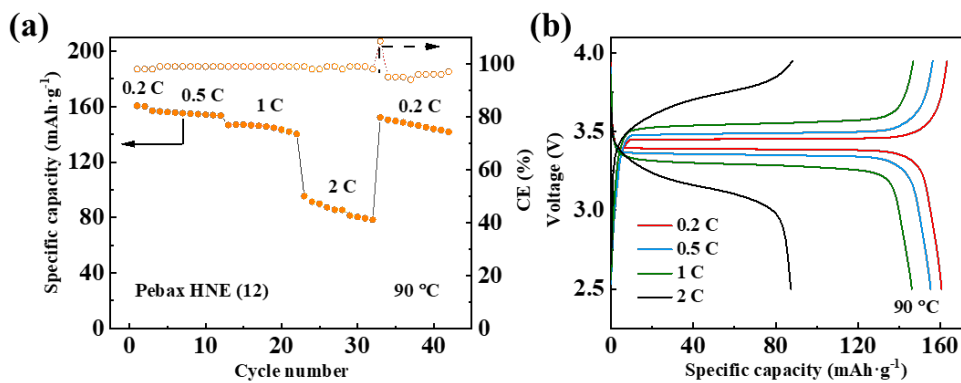 (a)
200
160
120
80
40
0
Specific capacity (mAh·g⁻¹)
0.2 C
0.5 C
1 C
2 C
0.2 C
Pebax HNE (12)
90 °C
0
10
20
30
40
Cycle number
100
80
60
40
20
0
CE (%)
(b)
4.0
3.5
3.0
2.5
Voltage (V)
0.2 C
0.5 C
1 C
2 C
90 °C
0
40
80
120
160
Specific capacity (mAh·g⁻¹)